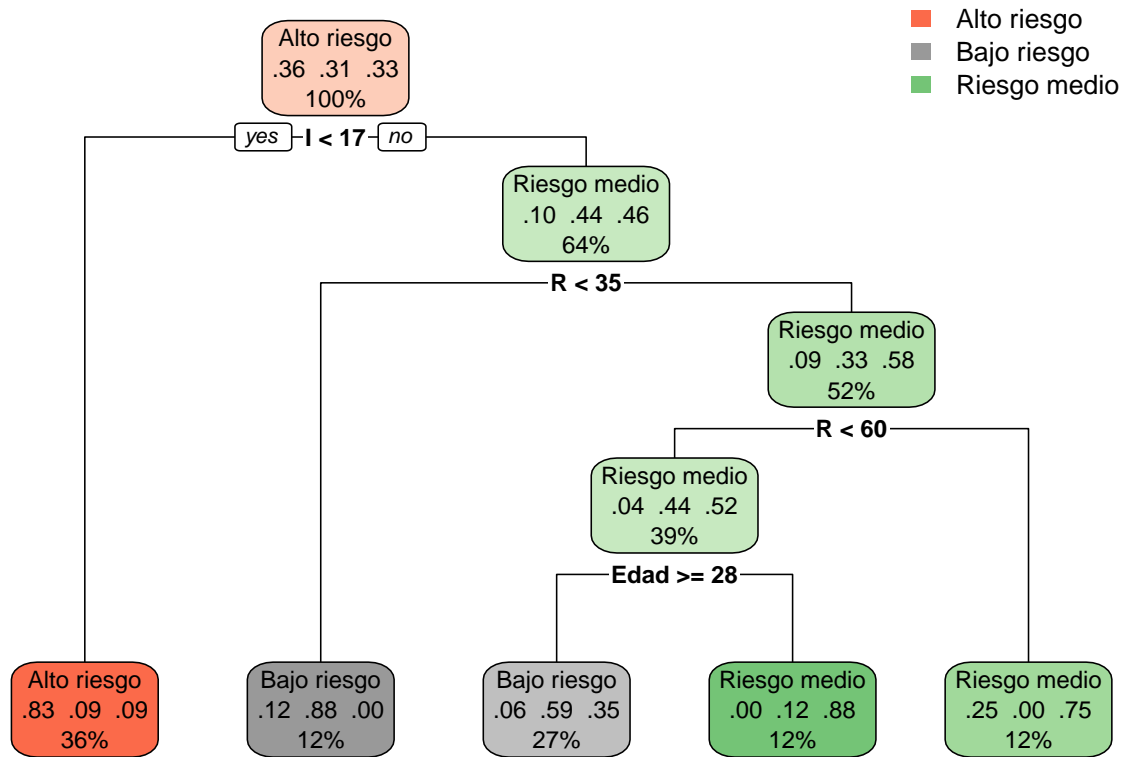 Alto riesgo
Bajo riesgo
Riesgo medio
Alto riesgo
.36 .31 .33
100%
yes I < 17 no
Riesgo medio
.10 .44 .46
64%
R < 35
Riesgo medio
.09 .33 .58
52%
R < 60
Riesgo medio
.04 .44 .52
39%
Edad >= 28
Alto riesgo
.83 .09 .09
36%
Bajo riesgo
.12 .88 .00
12%
Bajo riesgo
.06 .59 .35
27%
Riesgo medio
.00 .12 .88
12%
Riesgo medio
.25 .00 .75
12%